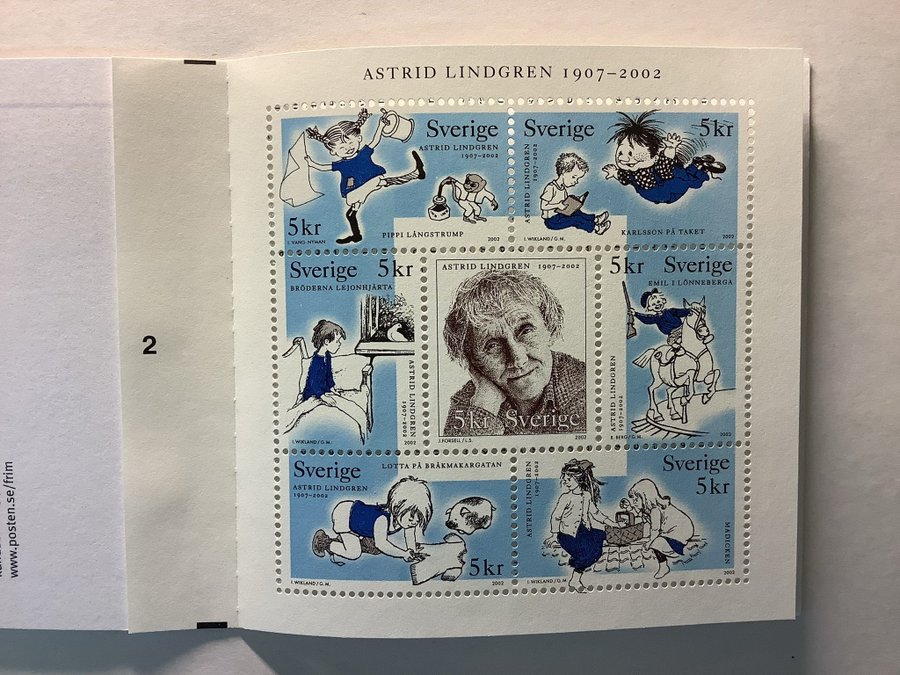 ASTRID LINDGREN 1907–2002
Sverige
ASTRID LINDGREN
1907–2002
5kr
I. VANG-NYMAN
PIPPI LÅNGSTRUMP
2002
Sverige
5kr
ASTRID LINDGREN
1907–2002
I.WIKLAND/G.M.
KARLSSON PÅ TAKET
2002
Sverige 5kr
BRÖDERNA LEJONHJÄRTA
ASTRID LINDGREN
1907–2002
I.WIKLAND/G.M.
2002
ASTRID LINDGREN 1907–2002
5kr Sverige
J.FORSELL/L.S.
2002
5kr Sverige
EMIL I LÖNNEBERGA
ASTRID LINDGREN
1907–2002
E. BERG/G.M.
2002
LOTTA PÅ BRÅKMAKARGATAN
Sverige
ASTRID LINDGREN
1907–2002
5kr
I.WIKLAND/G.M.
2002
ASTRID LINDGREN
1907–2002
Sverige
5kr
MADICKEN
I.WIKLAND/G.M.
2002
2
www.posten.se/frim